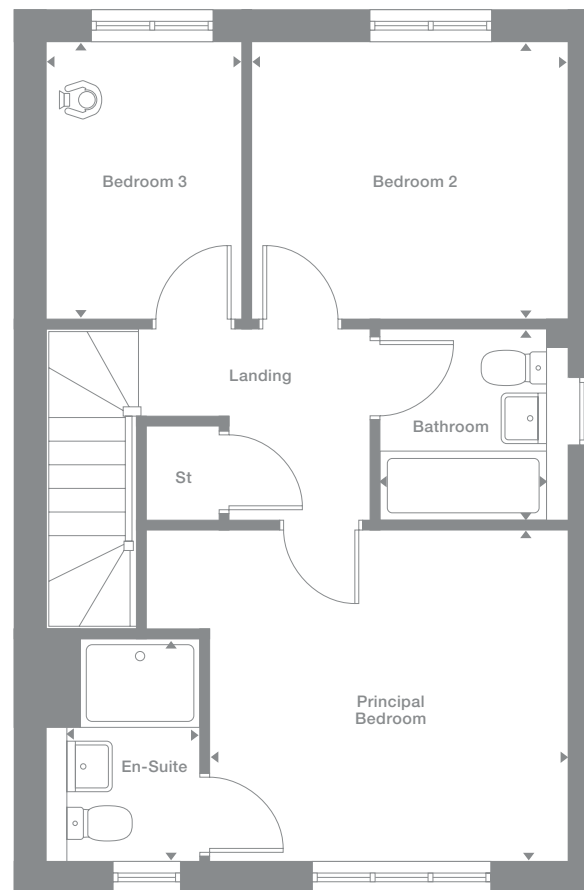 Bedroom 3
Bedroom 2
Landing
Bathroom
St
Principal
Bedroom
En-Suite